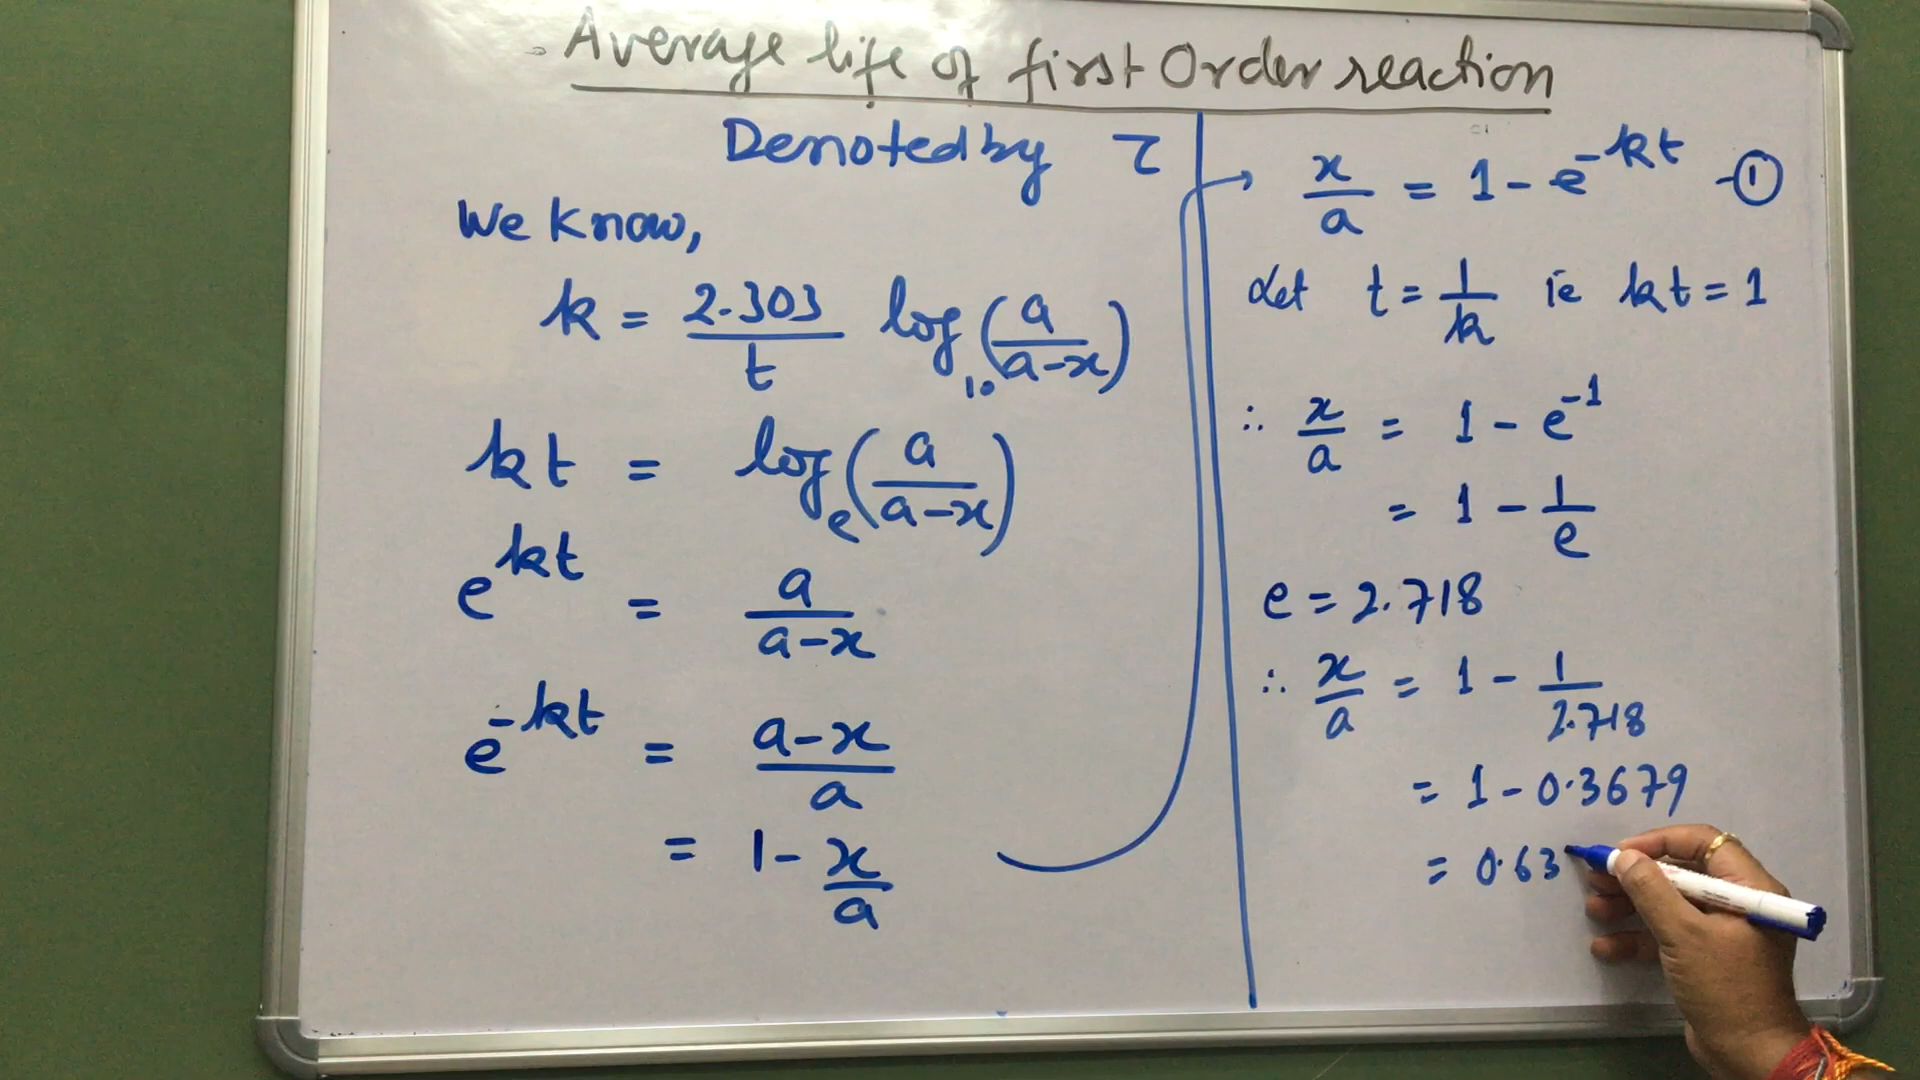 Average life of first Order reaction
Denoted by τ
We know,
k = 2.303/t log₁₀(a/a-x)
kt = logₑ(a/a-x)
e^kt = a/a-x
e^-kt = a-x/a
= 1 - x/a
x/a = 1 - e^-kt -①
Let t = 1/k ie kt = 1
∴ x/a = 1 - e^-1
= 1 - 1/e
e = 2.718
∴ x/a = 1 - 1/2.718
= 1 - 0.3679
= 0.63